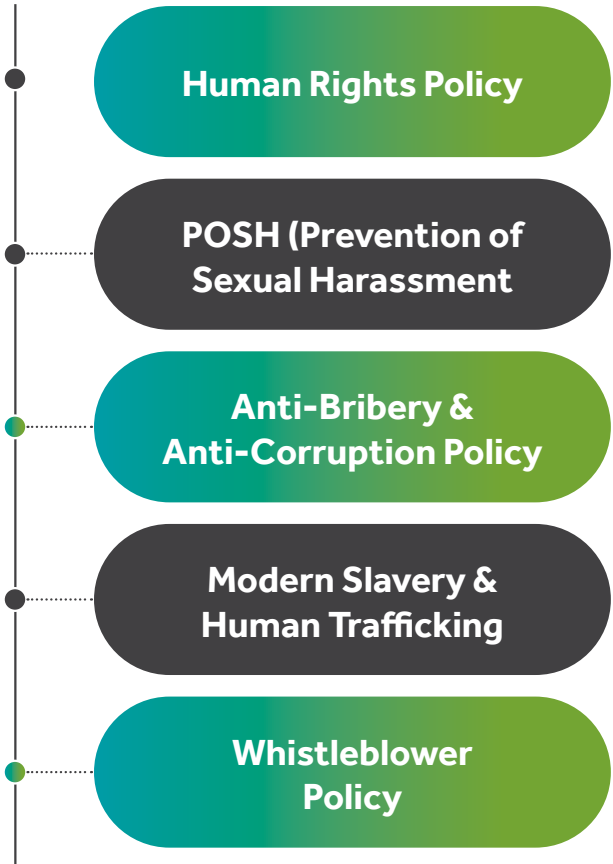 Human Rights Policy
POSH (Prevention of
Sexual Harassment
Anti-Bribery &
Anti-Corruption Policy
Modern Slavery &
Human Trafficking
Whistleblower
Policy